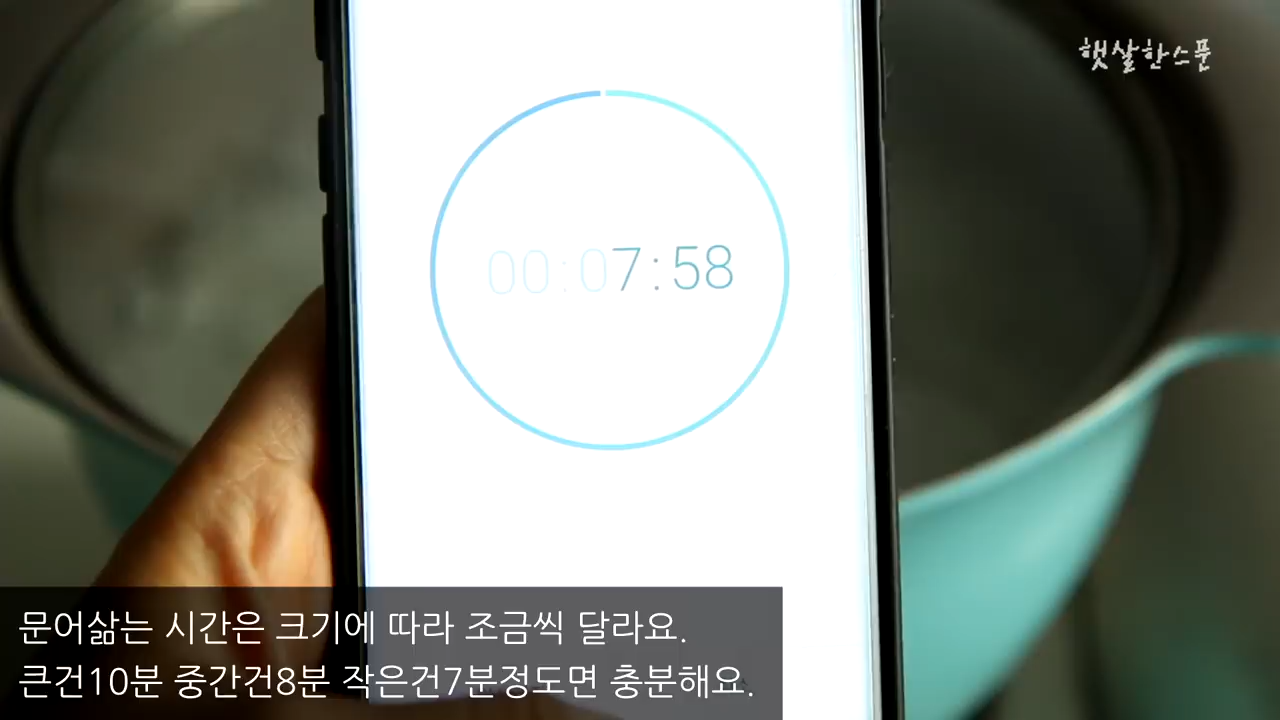 햇살한스푼
00:07:58
문어삶는 시간은 크기에 따라 조금씩 달라요.
큰건10분 중간건8분 작은건7분정도면 충분해요.